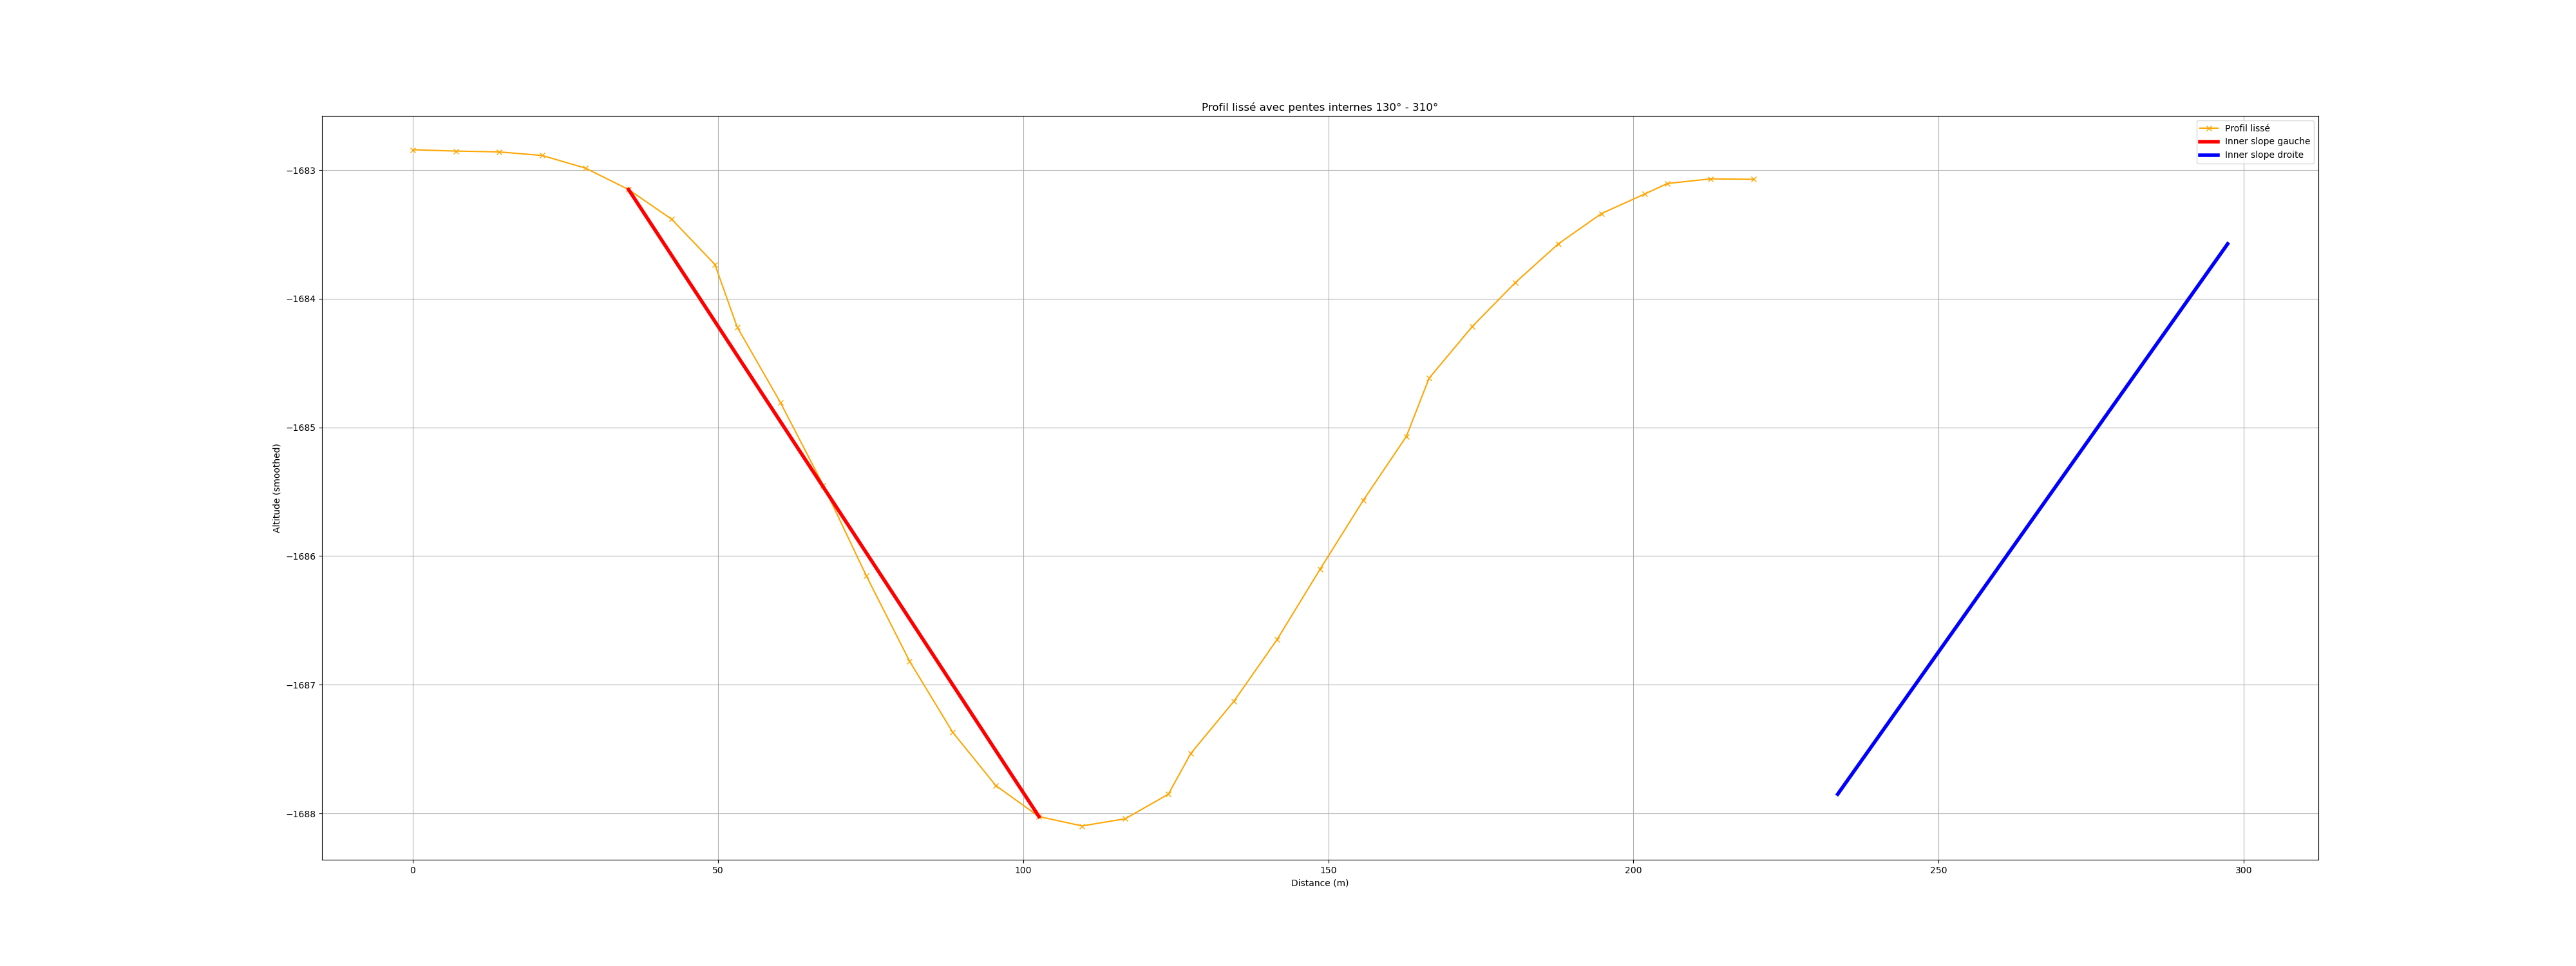 Profil lissé avec pentes internes 130° - 310°
Profil lissé
Inner slope gauche
Inner slope droite
−1683
−1684
−1685
−1686
−1687
−1688
Altitude (smoothed)
0 50 100 150 200 250 300
Distance (m)